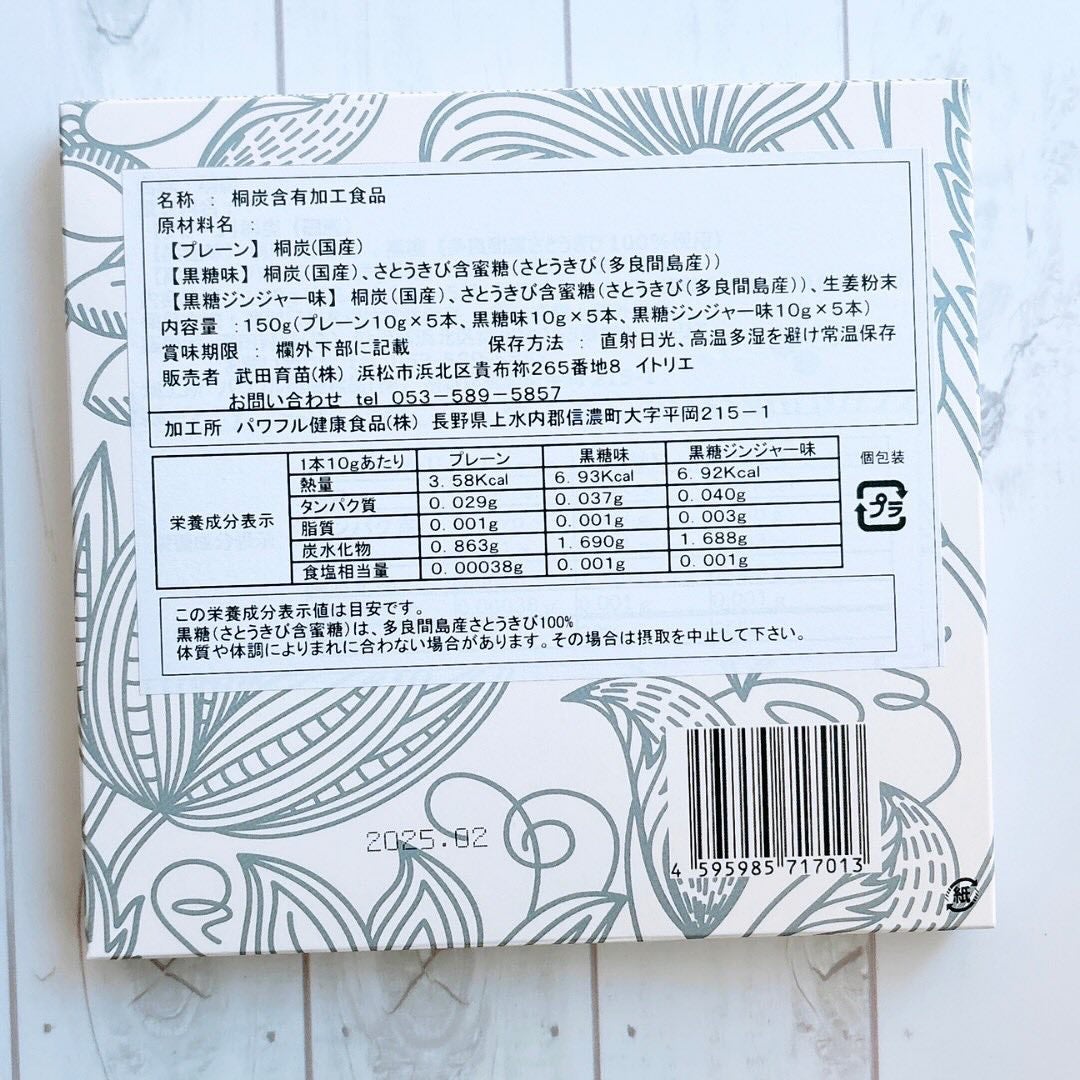 名称 : 桐炭含有加工食品
原材料名 :
【プレーン】 桐炭(国産)
【黒糖味】 桐炭(国産)、さとうきび含蜜糖(さとうきび(多良間島産))
【黒糖ジンジャー味】 桐炭(国産)、さとうきび含蜜糖(さとうきび(多良間島産))、生姜粉末
内容量 :150g(プレーン10g×5本、黒糖味10g×5本、黒糖ジンジャー味10g×5本)
賞味期限 : 欄外下部に記載 保存方法 : 直射日光、高温多湿を避け常温保存
販売者 武田育苗(株) 浜松市浜北区貴布祢265番地8 イトリエ
お問い合わせ tel 053-589-5857
加工所 パワフル健康食品(株) 長野県上水内郡信濃町大字平岡215-1
栄養成分表示
1本10gあたり プレーン 黒糖味 黒糖ジンジャー味
熱量 3.58Kcal 6.93Kcal 6.92Kcal
タンパク質 0.029g 0.037g 0.040g
脂質 0.001g 0.001g 0.003g
炭水化物 0.863g 1.690g 1.688g
食塩相当量 0.00038g 0.001g 0.001g
個包装
プラ
この栄養成分表示値は目安です。
黒糖(さとうきび含蜜糖)は、多良間島産さとうきび100%
体質や体調によりまれに合わない場合があります。その場合は摂取を中止して下さい。
2025.02
4 595985 717013
紙